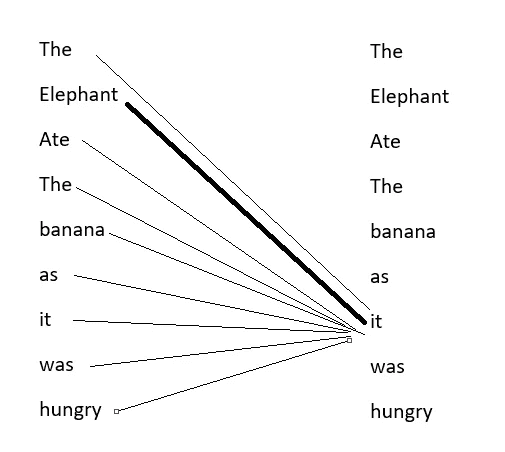 The The
Elephant Elephant
Ate Ate
The The
banana banana
as as
it it
was was
hungry hungry